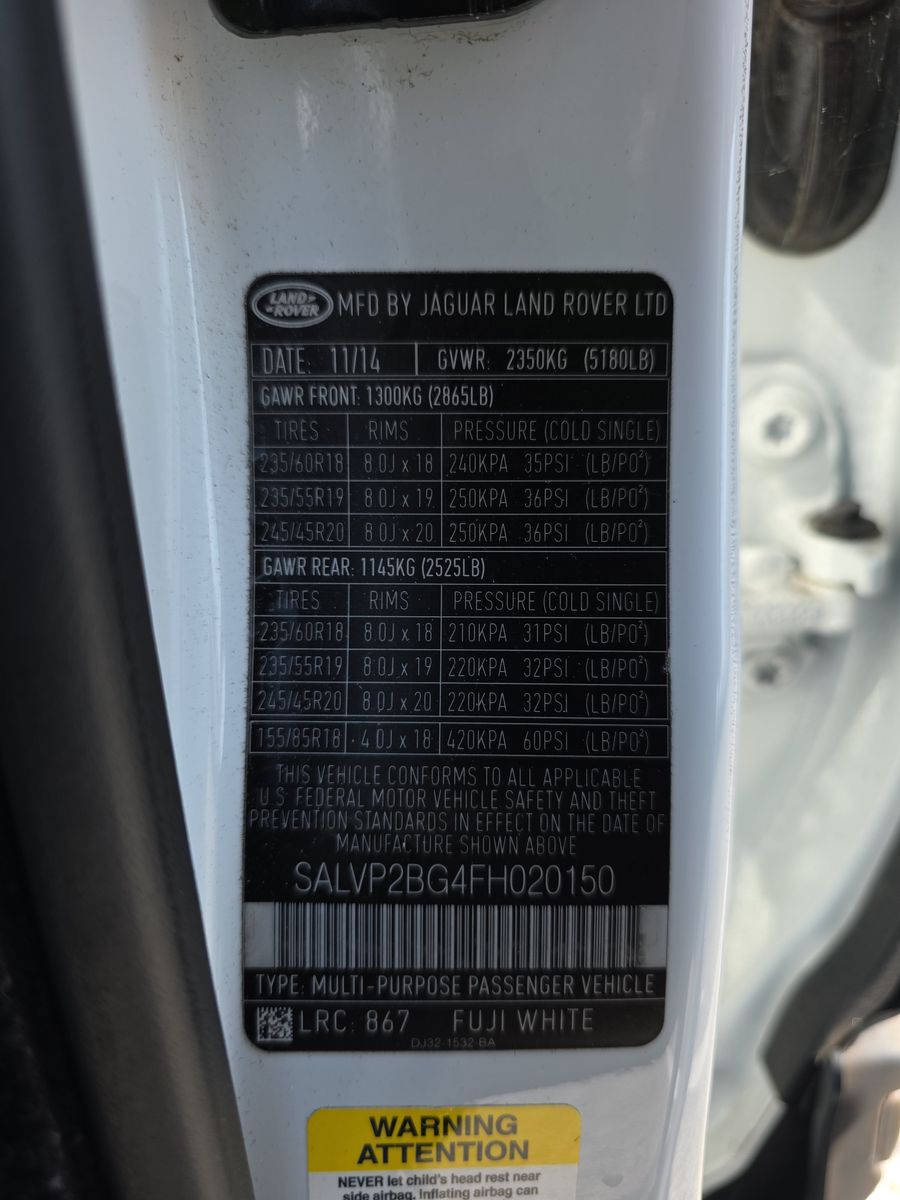 LAND ROVER MFD BY JAGUAR LAND ROVER LTD
DATE: 11/14 GVWR: 2350KG (5180LB)
GAWR FRONT: 1300KG (2865LB)
TIRES RIMS PRESSURE (COLD SINGLE)
235/60R18 8.0J x 18 240KPA 35PSI (LB/PO²)
235/55R19 8.0J x 19 250KPA 36PSI (LB/PO²)
245/45R20 8.0J x 20 250KPA 36PSI (LB/PO²)
GAWR REAR: 1145KG (2525LB)
TIRES RIMS PRESSURE (COLD SINGLE)
235/60R18 8.0J x 18 210KPA 31PSI (LB/PO²)
235/55R19 8.0J x 19 220KPA 32PSI (LB/PO²)
245/45R20 8.0J x 20 220KPA 32PSI (LB/PO²)
155/85R18 4.0J x 18 420KPA 60PSI (LB/PO²)
THIS VEHICLE CONFORMS TO ALL APPLICABLE
U.S. FEDERAL MOTOR VEHICLE SAFETY AND THEFT
PREVENTION STANDARDS IN EFFECT ON THE DATE OF
MANUFACTURE SHOWN ABOVE
SALVP2BG4FH020150
TYPE: MULTI-PURPOSE PASSENGER VEHICLE
LRC: 867 FUJI WHITE
DJ32-1532-BA
WARNING
ATTENTION
NEVER let child's head rest near
side airbag. Inflating airbag can